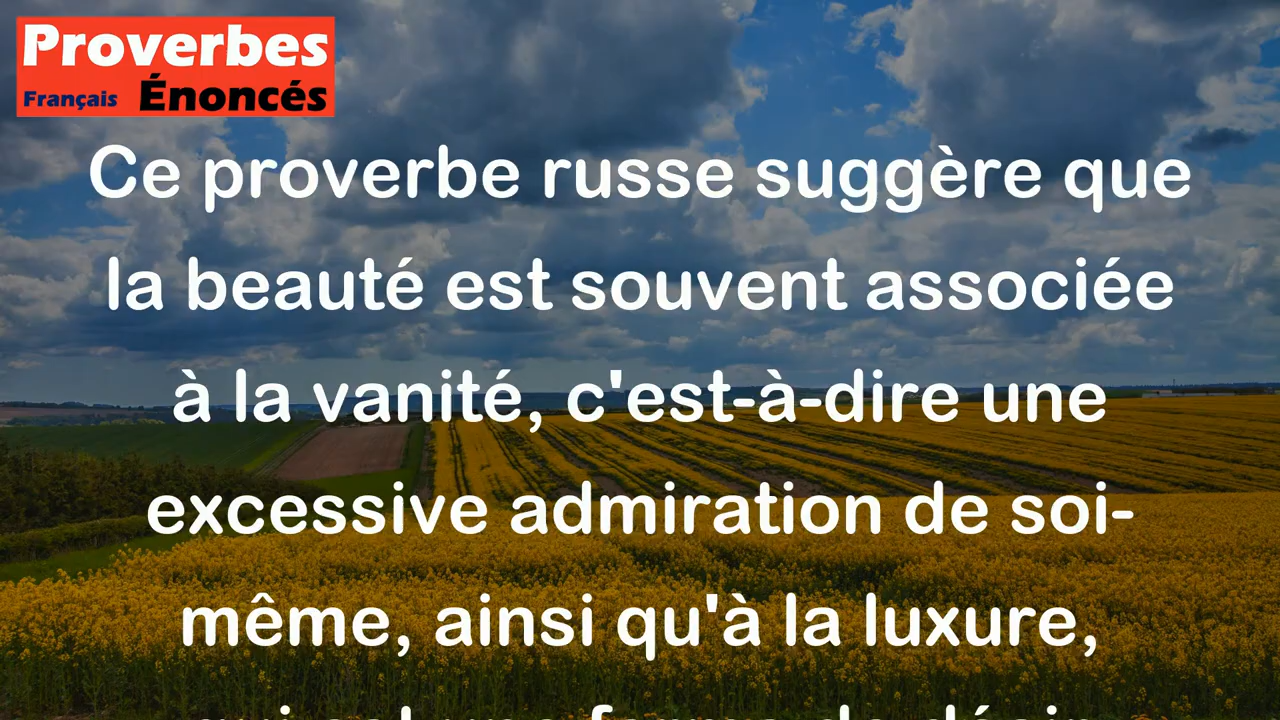 Proverbes
Français Énoncés
Ce proverbe russe suggère que
la beauté est souvent associée
à la vanité, c'est-à-dire une
excessive admiration de soi-
même, ainsi qu'à la luxure,